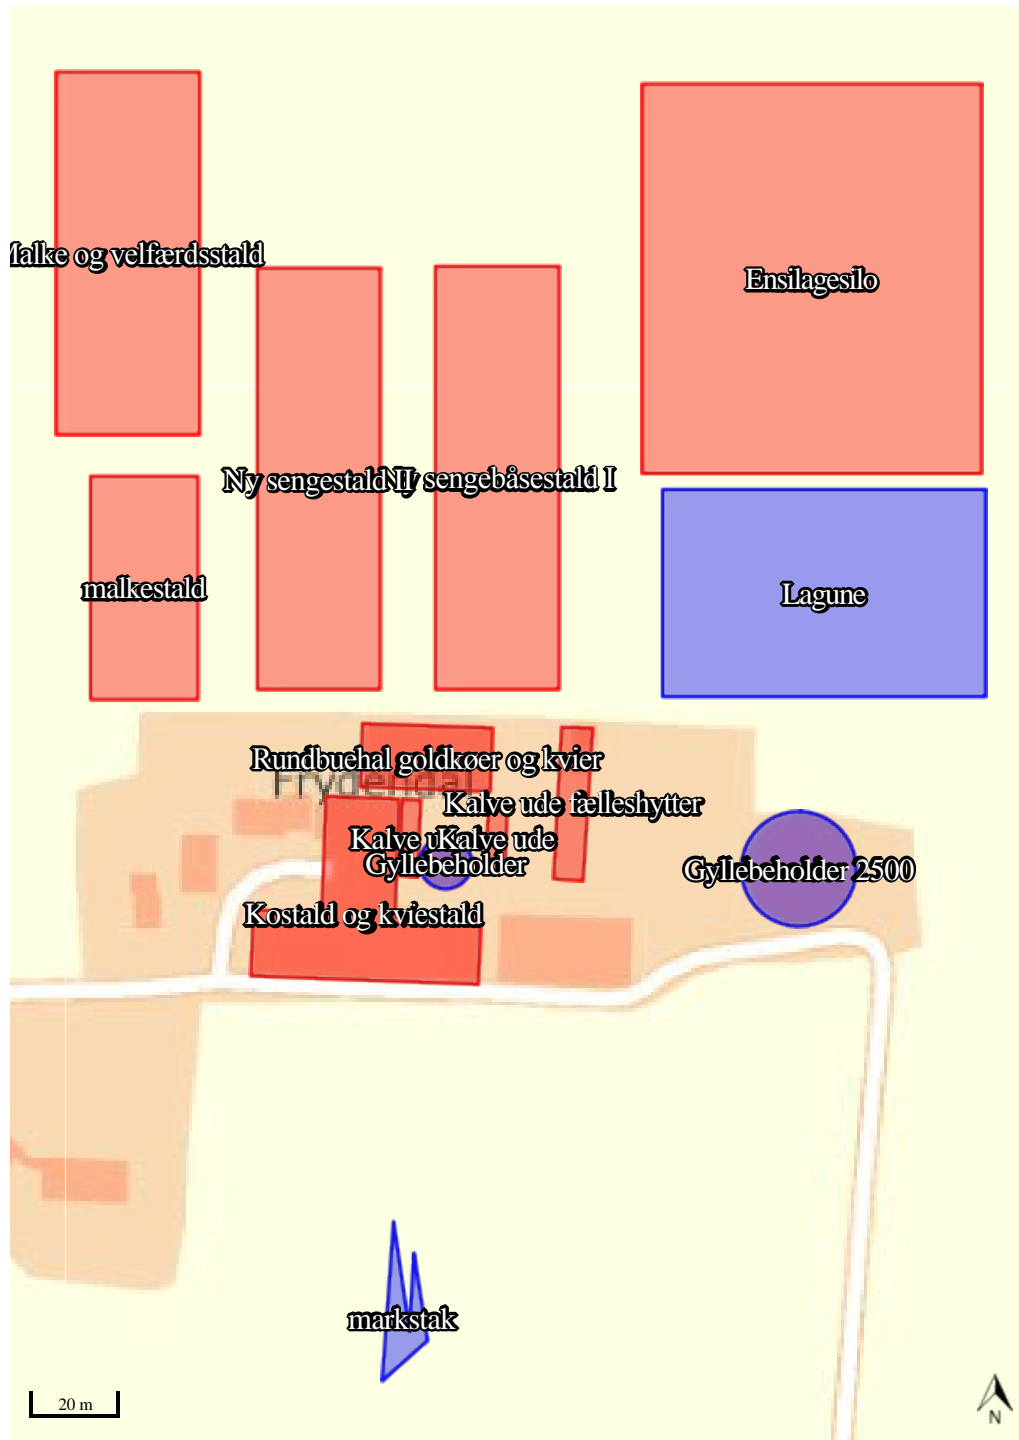 Malke og velfærdsstald
Ensilagesilo
Ny sengestald II
Ny sengebåsestald I
malkestald
Lagune
Rundbuehal goldkøer og kvier
Frydendal
Kalve ude fælleshytter
Kalve u
Kalve ude
Gyllebeholder
Gyllebeholder 2500
Kostald og kviestald
markstak
20 m
N